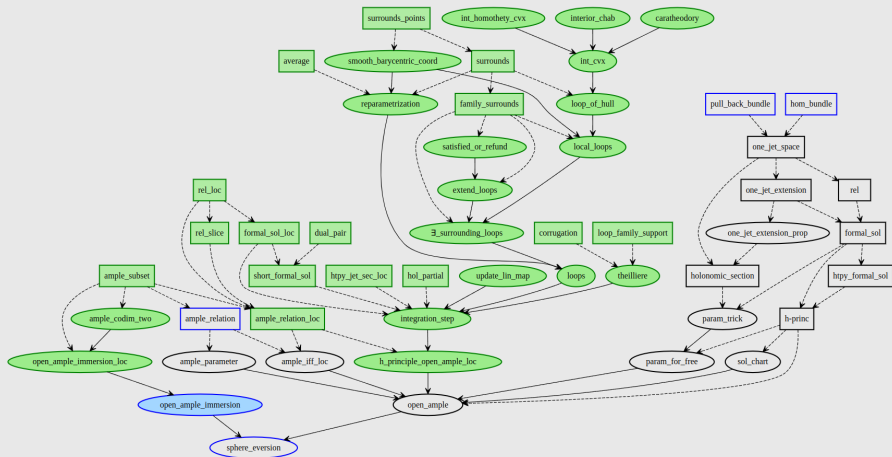 surrounds_points
int_homothety_cvx
interior_chab
caratheodory
average
smooth_barycentric_coord
surrounds
int_cvx
reparametrization
family_surrounds
loop_of_hull
pull_back_bundle
hom_bundle
satisfied_or_refund
local_loops
one_jet_space
rel_loc
extend_loops
one_jet_extension
rel
rel_slice
formal_sol_loc
dual_pair
∃_surrounding_loops
corrugation
loop_family_support
one_jet_extension_prop
formal_sol
ample_subset
short_formal_sol
htpy_jet_sec_loc
hol_partial
update_lin_map
loops
theilliere
holonomic_section
htpy_formal_sol
ample_codim_two
ample_relation
ample_relation_loc
integration_step
param_trick
h-princ
open_ample_immersion_loc
ample_parameter
ample_iff_loc
h_principle_open_ample_loc
param_for_free
sol_chart
open_ample_immersion
open_ample
sphere_eversion